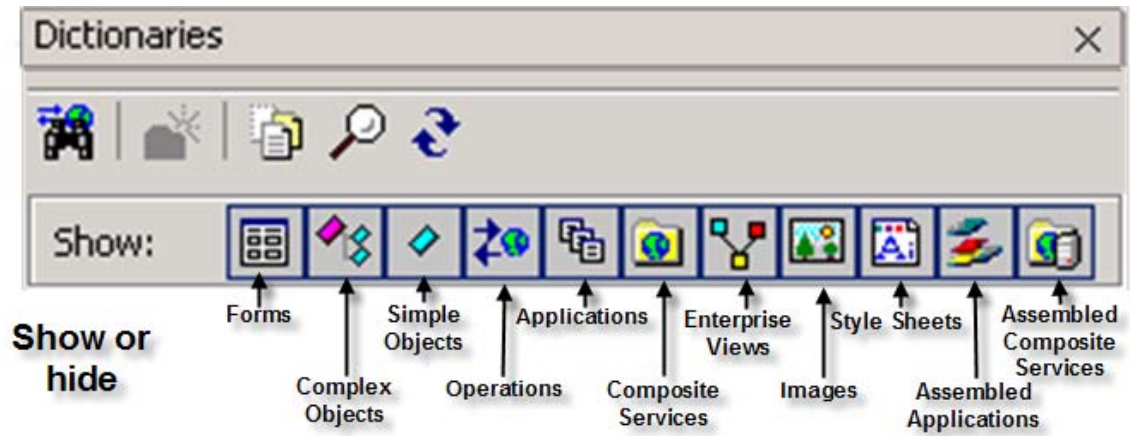 Dictionaries
Show:
Forms
Simple
Objects
Applications
Enterprise
Views
Style Sheets
Assembled
Composite
Services
Show or
hide
Complex
Objects
Operations
Composite
Services
Images
Assembled
Applications